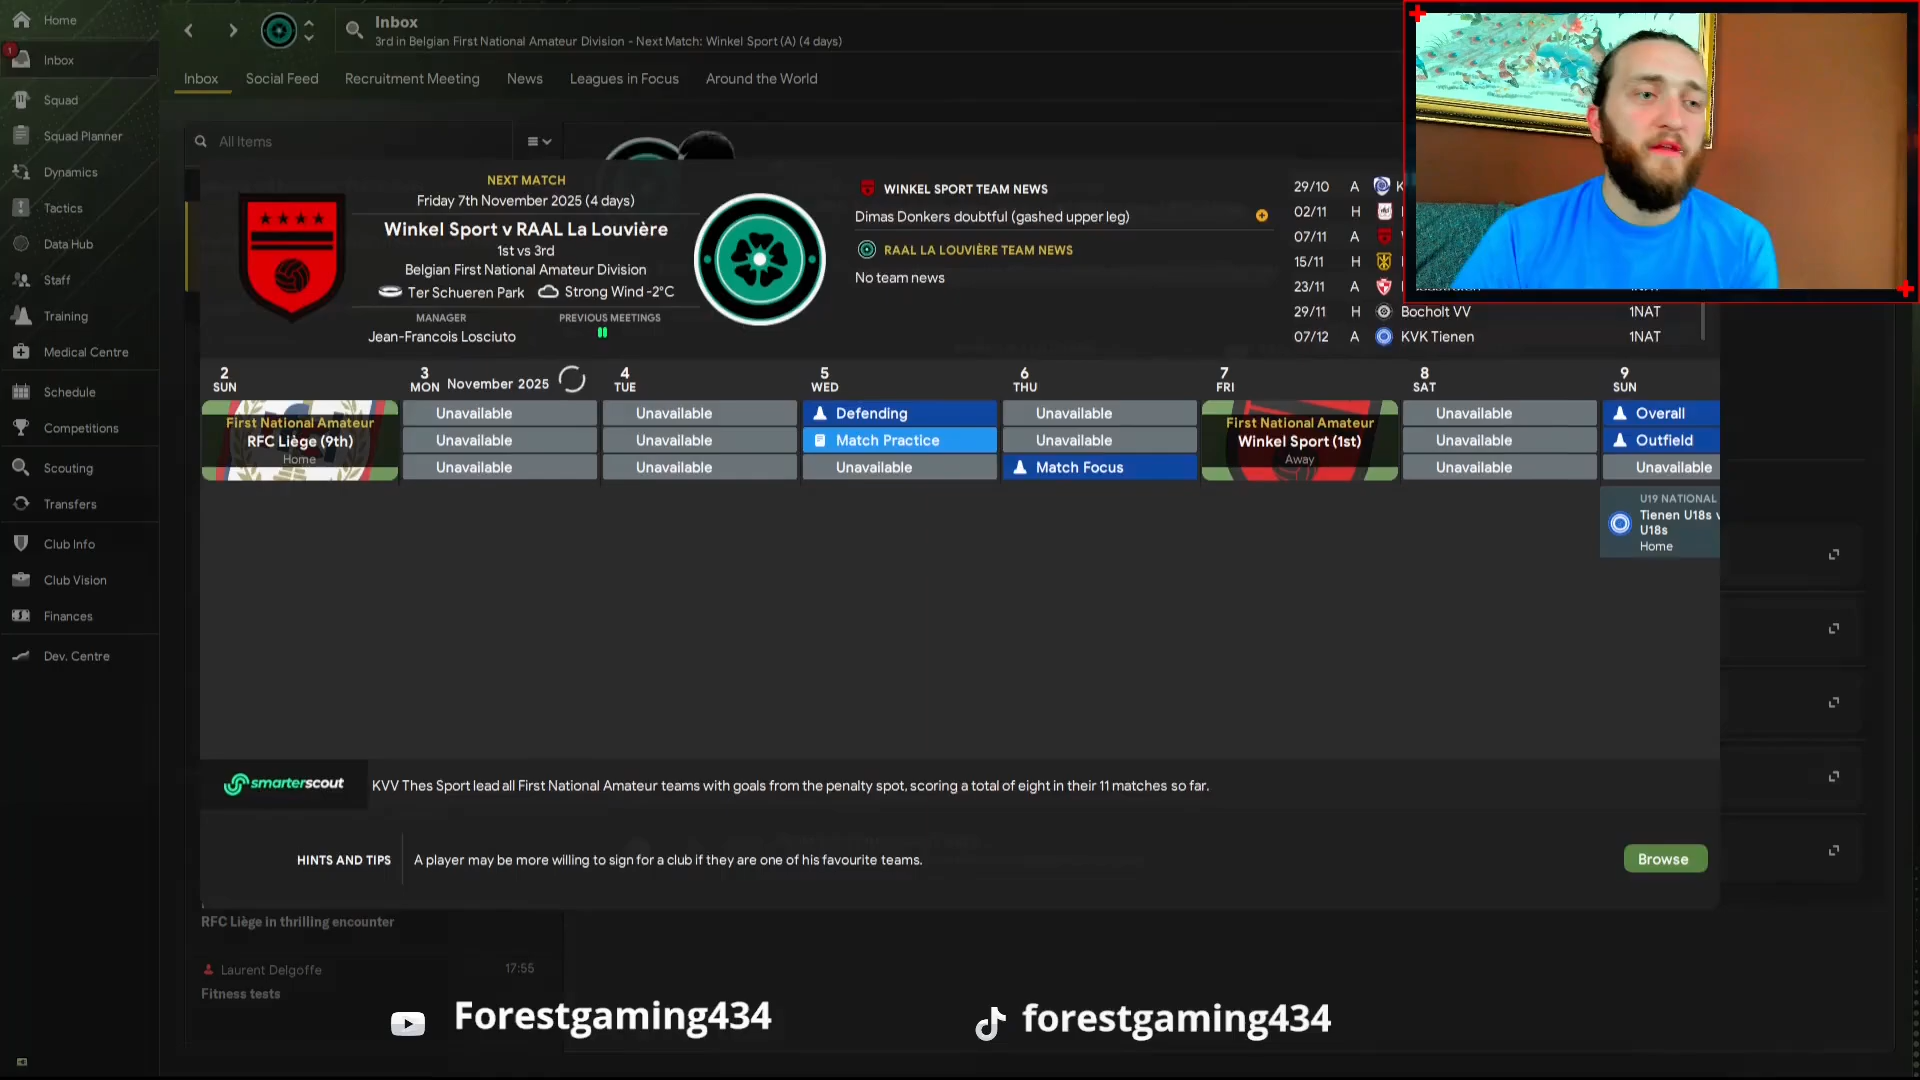 Home
1
Inbox
Squad
Squad Planner
Dynamics
Tactics
Data Hub
Staff
Training
Medical Centre
Schedule
Competitions
Scouting
Transfers
Club Info
Club Vision
Finances
Dev. Centre
Inbox
3rd in Belgian First National Amateur Division - Next Match: Winkel Sport (A) (4 days)
Inbox Social Feed Recruitment Meeting News Leagues in Focus Around the World
All Items
NEXT MATCH
Friday 7th November 2025 (4 days)
Winkel Sport v RAAL La Louvière
1st vs 3rd
Belgian First National Amateur Division
Ter Schueren Park Strong Wind -2°C
MANAGER PREVIOUS MEETINGS
Jean-Francois Losciuto
WINKEL SPORT TEAM NEWS
Dimas Donkers doubtful (gashed upper leg)
RAAL LA LOUVIÈRE TEAM NEWS
No team news
29/10 A K
02/11 H
07/11 A
15/11 H
23/11 A
29/11 H Bocholt VV 1NAT
07/12 A KVK Tienen 1NAT
2 3 4 5 6 7 8 9
SUN MON November 2025 TUE WED THU FRI SAT SUN
First National Amateur
RFC Liège (9th)
Home
Unavailable
Unavailable
Unavailable
Unavailable
Unavailable
Unavailable
Defending
Match Practice
Unavailable
Unavailable
Unavailable
Match Focus
First National Amateur
Winkel Sport (1st)
Away
Unavailable
Unavailable
Unavailable
Overall
Outfield
Unavailable
U19 NATIONAL
Tienen U18s v
U18s
Home
smarterscout KVV Thes Sport lead all First National Amateur teams with goals from the penalty spot, scoring a total of eight in their 11 matches so far.
HINTS AND TIPS A player may be more willing to sign for a club if they are one of his favourite teams.
Browse
RFC Liège in thrilling encounter
Laurent Delgoffe 17:55
Fitness tests
Forestgaming434 forestgaming434